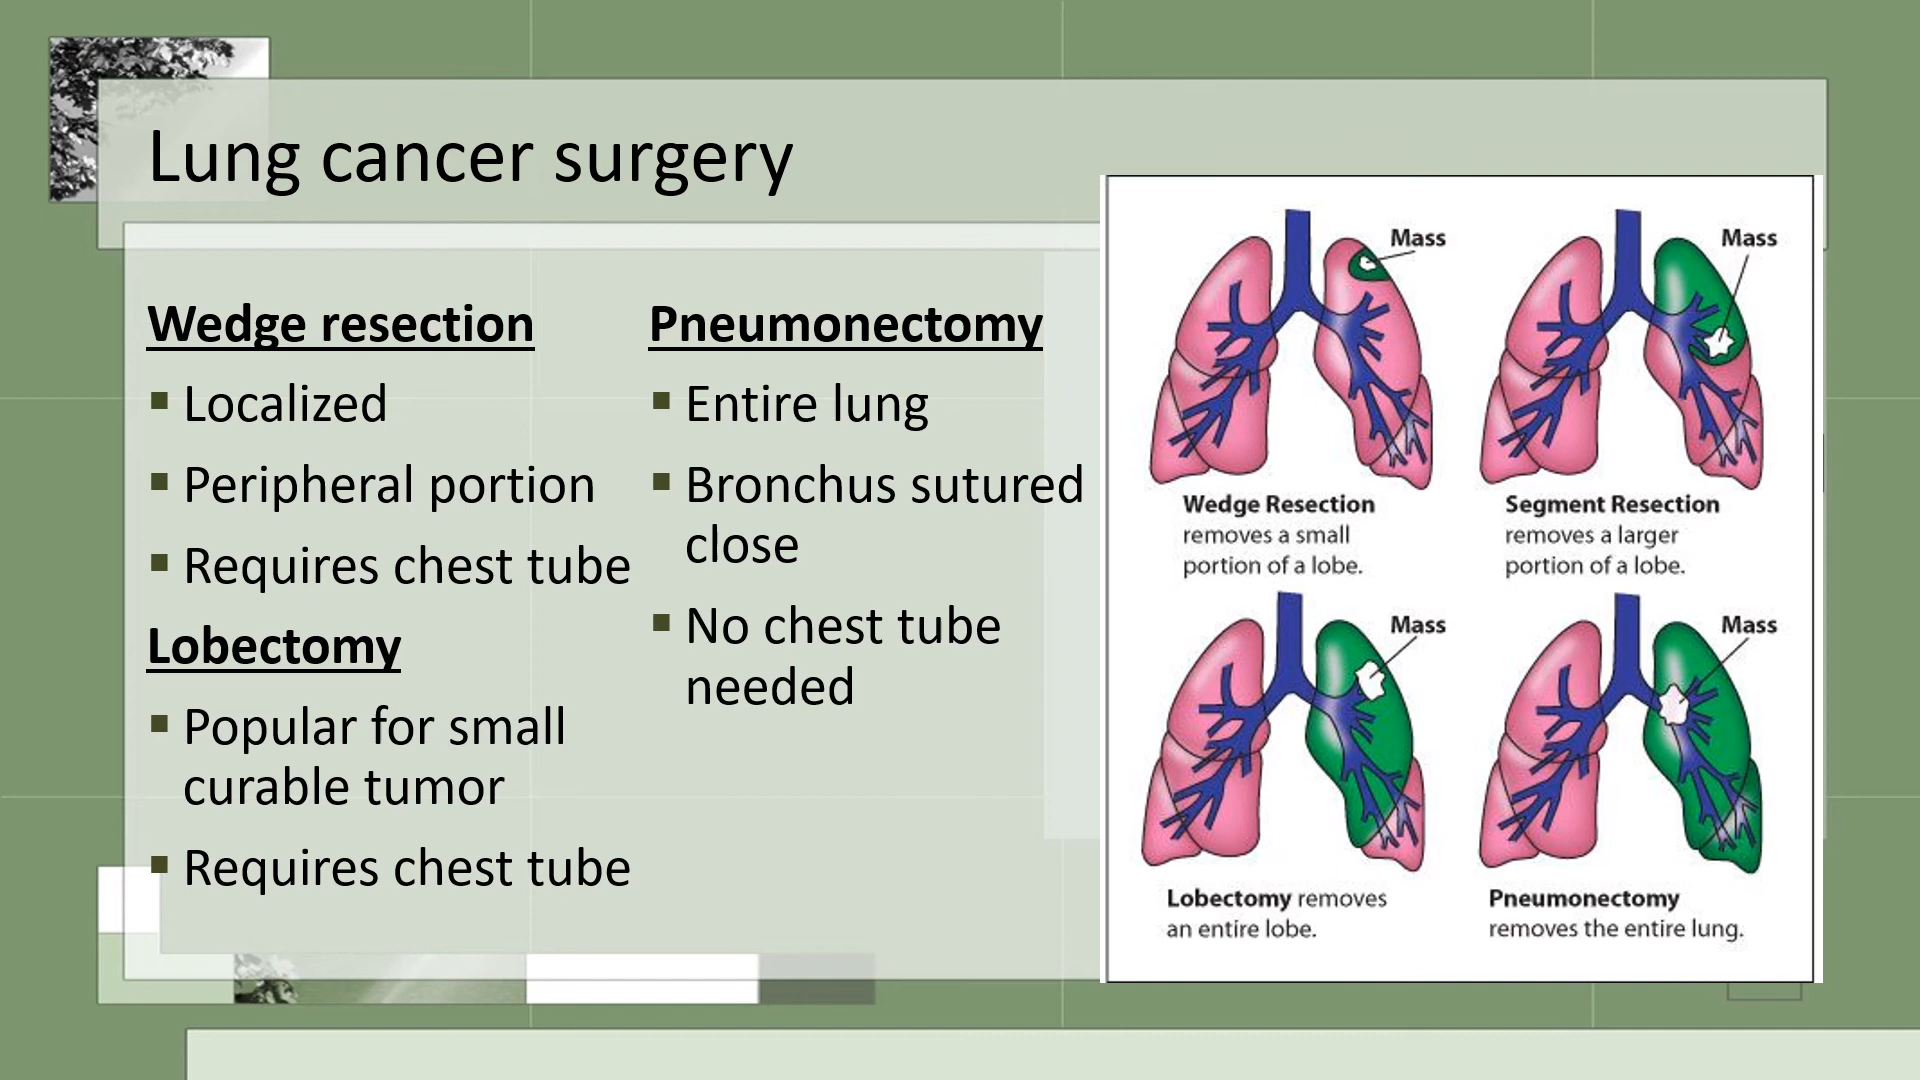 Lung cancer surgery
Wedge resection
▪ Localized
▪ Peripheral portion
▪ Requires chest tube
Lobectomy
▪ Popular for small
curable tumor
▪ Requires chest tube
Pneumonectomy
▪ Entire lung
▪ Bronchus sutured
close
▪ No chest tube
needed
Mass
Wedge Resection
removes a small
portion of a lobe.
Mass
Segment Resection
removes a larger
portion of a lobe.
Mass
Lobectomy removes
an entire lobe.
Mass
Pneumonectomy
removes the entire lung.